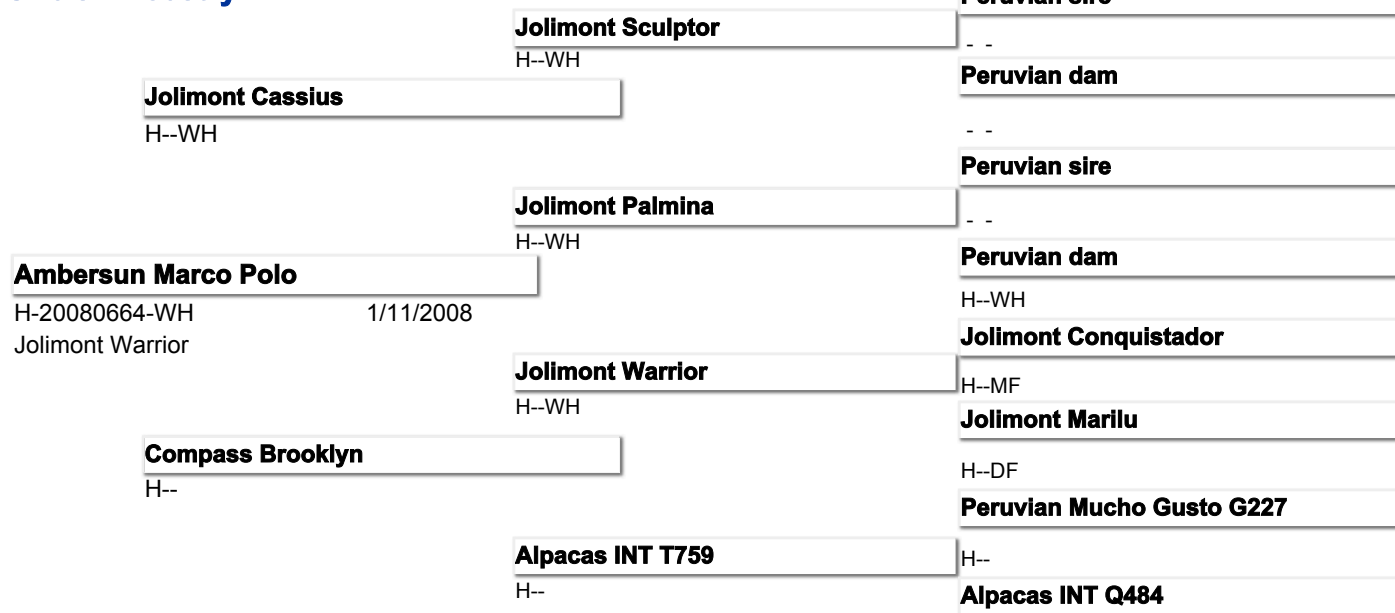 Jolimont Sculptor
H--WH
- -
Peruvian dam
Jolimont Cassius
H--WH
- -
Peruvian sire
Jolimont Palmina
- -
H--WH
Peruvian dam
Ambersun Marco Polo
H-20080664-WH 1/11/2008
H--WH
Jolimont Warrior
Jolimont Conquistador
Jolimont Warrior
H--MF
H--WH
Jolimont Marilu
Compass Brooklyn
H--DF
H--
Peruvian Mucho Gusto G227
Alpacas INT T759
H--
H--
Alpacas INT Q484